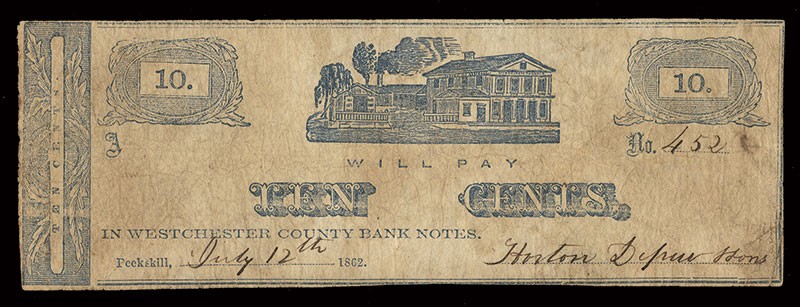 TEN CENTS.
10. 10.
A No. 452
WILL PAY
TEN CENTS,
IN WESTCHESTER COUNTY BANK NOTES.
Peekskill, July 12th 1862. Horton Depew & Sons